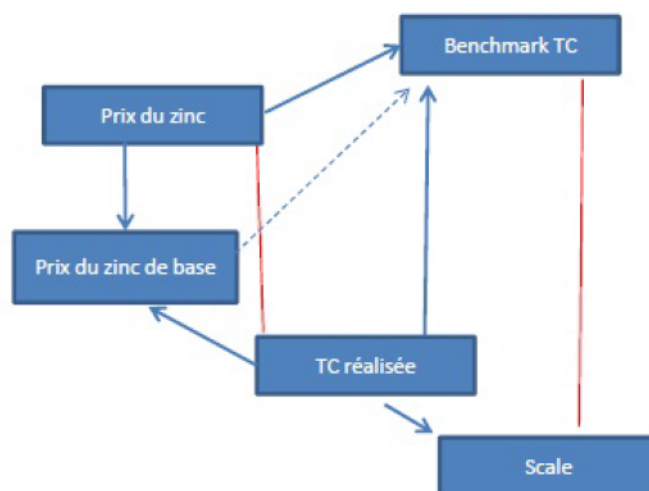 Benchmark TC
Prix du zinc
Prix du zinc de base
TC réalisée
Scale